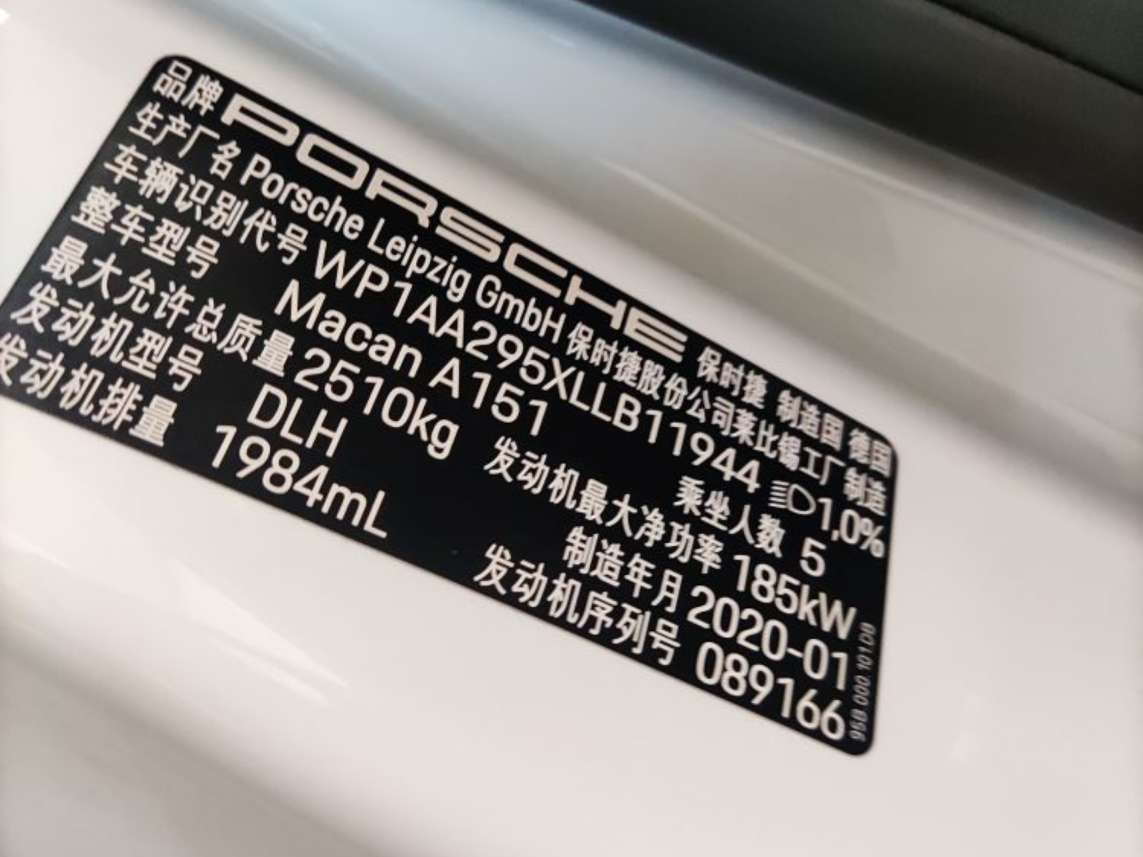 品牌 PORSCHE 保时捷 制造国 德国
生产厂名 Porsche Leipzig GmbH 保时捷股份公司莱比锡工厂制造
车辆识别代号 WP1AA295XLLB11944 1,0%
整车型号 Macan A151 乘坐人数 5
最大允许总质量 2510kg 发动机最大净功率 185kW
发动机型号 DLH 制造年月 2020-01
发动机排量 1984mL 发动机序列号 089166
95B.000.101.DB